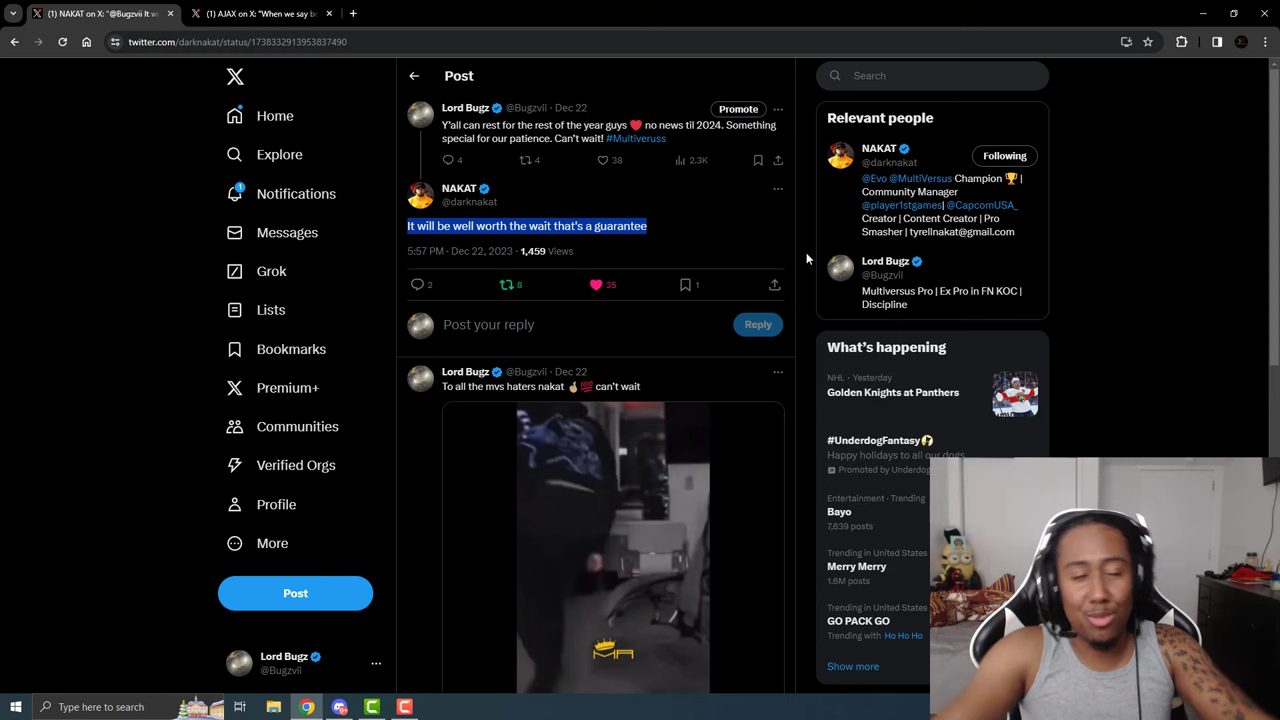 (1) NAKAT on X: "@Bugzvii It w
(1) AJAX on X: "When we say b
twitter.com/darknakat/status/1738332913953837490
Home
Explore
1
Notifications
Messages
Grok
Lists
Bookmarks
Premium+
Communities
Verified Orgs
Profile
More
Post
Lord Bugz
@Bugzvii
Post
Lord Bugz @Bugzvii · Dec 22
Promote
Y'all can rest for the rest of the year guys ❤️ no news til 2024. Something
special for our patience. Can't wait! #Multiveruss
4 4 38 2.3K
NAKAT
@darknakat
It will be well worth the wait that's a guarantee
5:57 PM · Dec 22, 2023 · 1,459 Views
2 8 35 1
Post your reply
Reply
Lord Bugz @Bugzvii · Dec 22
To all the mvs haters nakat 🤞🏼💯 can't wait
MA
Search
Relevant people
NAKAT
@darknakat
Following
@Evo @MultiVersus Champion 🏆 |
Community Manager
@player1stgames| @CapcomUSA_
Creator | Content Creator | Pro
Smasher | tyrellnakat@gmail.com
Lord Bugz
@Bugzvii
Multiversus Pro | Ex Pro in FN KOC |
Discipline
What's happening
NHL · Yesterday
Golden Knights at Panthers
#UnderdogFantasy
Happy holidays to all our dogs
Promoted by Underdog
Entertainment · Trending
Bayo
7,639 posts
Trending in United States
Merry Merry
1.6M posts
Trending in United States
GO PACK GO
Trending with Ho Ho Ho
Show more
Type here to search